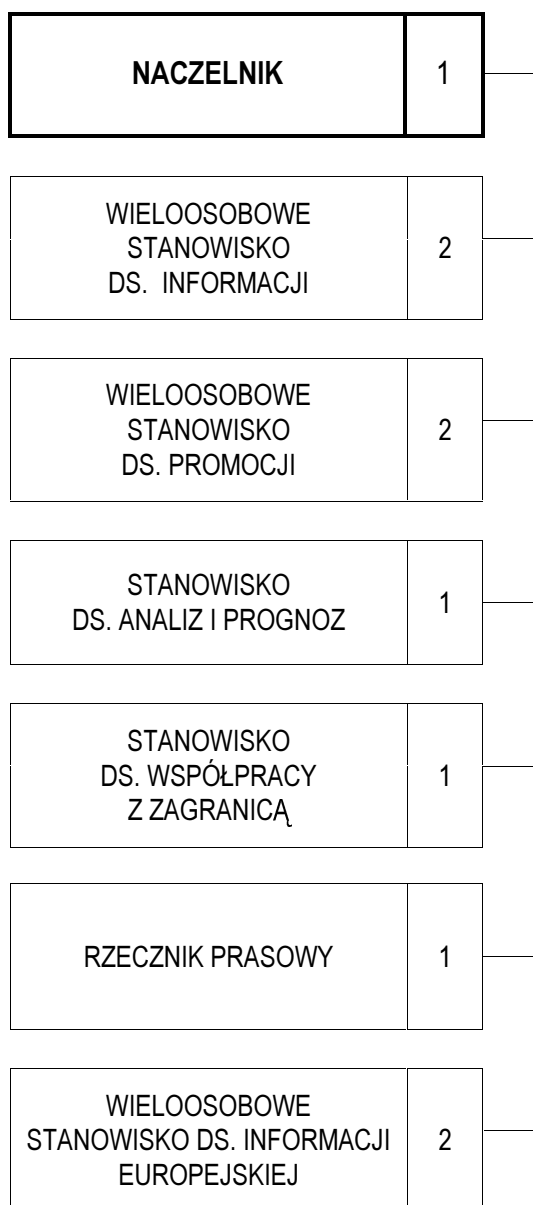 NACZELNIK 1
WIELOOSOBOWE
STANOWISKO 2
DS. INFORMACJI
WIELOOSOBOWE
STANOWISKO 2
DS. PROMOCJI
STANOWISKO
DS. ANALIZ I PROGNOZ
1
STANOWISKO
DS. WSPÓŁPRACY 1
Z ZAGRANICĄ
RZECZNIK PRASOWY 1
WIELOOSOBOWE
STANOWISKO DS. INFORMACJI 2
EUROPEJSKIEJ